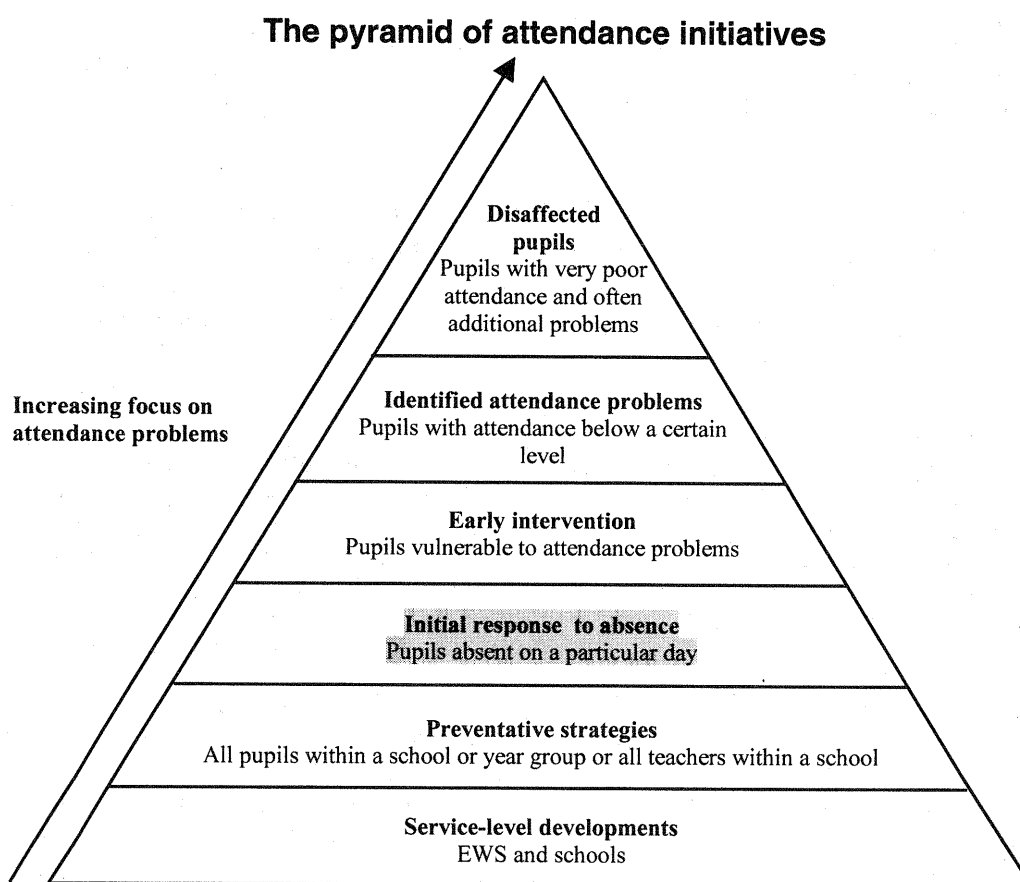 The pyramid of attendance initiatives
Disaffected
pupils
Pupils with very poor
attendance and often
additional problems
Increasing focus on
attendance problems
Identified attendance problems
Pupils with attendance below a certain
level
Early intervention
Pupils vulnerable to attendance problems
Initial response to absence
Pupils absent on a particular day
Preventative strategies
All pupils within a school or year group or all teachers within a school
Service-level developments
EWS and schools